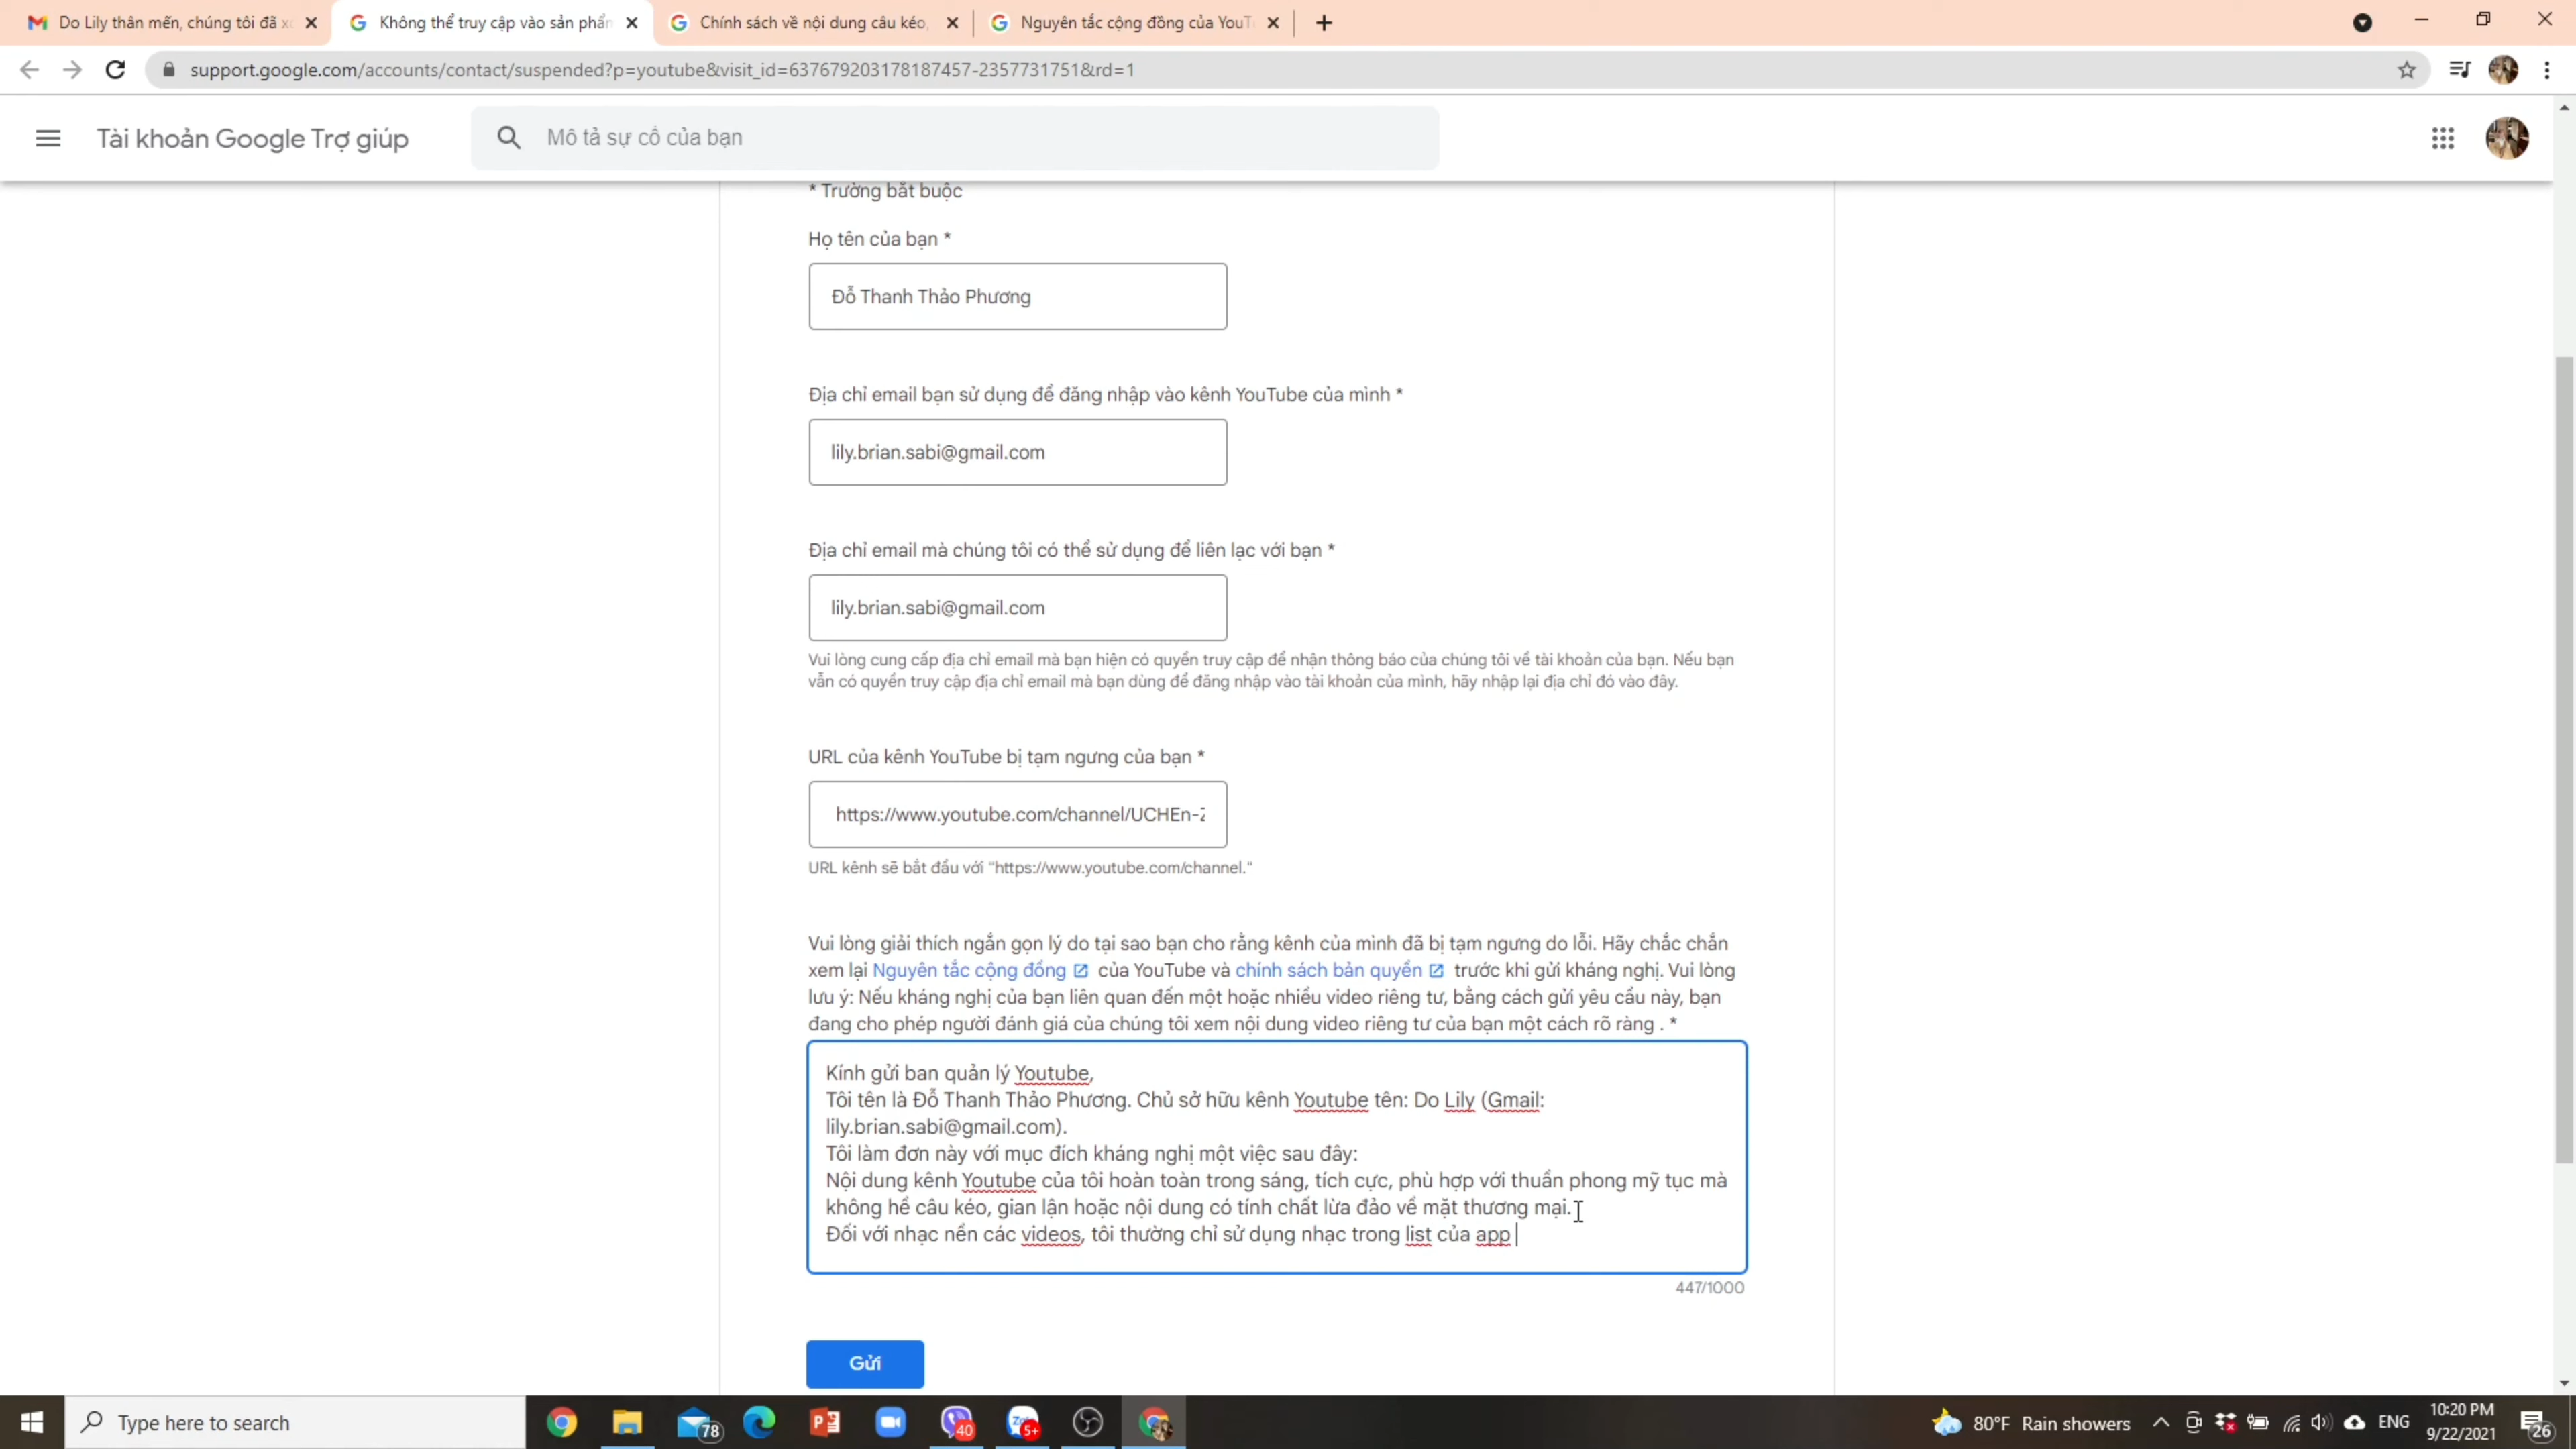 Do Lily thân mến, chúng tôi đã xó
Không thể truy cập vào sản phẩm
Chính sách về nội dung câu kéo,
Nguyên tắc cộng đồng của YouT
support.google.com/accounts/contact/suspended?p=youtube&visit_id=637679203178187457-2357731751&rd=1
Tài khoản Google Trợ giúp
Mô tả sự cố của bạn
* Trường bắt buộc
Họ tên của bạn *
Đỗ Thanh Thảo Phương
Địa chỉ email bạn sử dụng để đăng nhập vào kênh YouTube của mình *
lily.brian.sabi@gmail.com
Địa chỉ email mà chúng tôi có thể sử dụng để liên lạc với bạn *
lily.brian.sabi@gmail.com
Vui lòng cung cấp địa chỉ email mà bạn hiện có quyền truy cập để nhận thông báo của chúng tôi về tài khoản của bạn. Nếu bạn
vẫn có quyền truy cập địa chỉ email mà bạn dùng để đăng nhập vào tài khoản của mình, hãy nhập lại địa chỉ đó vào đây.
URL của kênh YouTube bị tạm ngưng của bạn *
https://www.youtube.com/channel/UCHEn-Z
URL kênh sẽ bắt đầu với "https://www.youtube.com/channel."
Vui lòng giải thích ngắn gọn lý do tại sao bạn cho rằng kênh của mình đã bị tạm ngưng do lỗi. Hãy chắc chắn
xem lại Nguyên tắc cộng đồng của YouTube và chính sách bản quyền trước khi gửi kháng nghị. Vui lòng
lưu ý: Nếu kháng nghị của bạn liên quan đến một hoặc nhiều video riêng tư, bằng cách gửi yêu cầu này, bạn
đang cho phép người đánh giá của chúng tôi xem nội dung video riêng tư của bạn một cách rõ ràng . *
Kính gửi ban quản lý Youtube,
Tôi tên là Đỗ Thanh Thảo Phương. Chủ sở hữu kênh Youtube tên: Do Lily (Gmail:
lily.brian.sabi@gmail.com).
Tôi làm đơn này với mục đích kháng nghị một việc sau đây:
Nội dung kênh Youtube của tôi hoàn toàn trong sáng, tích cực, phù hợp với thuần phong mỹ tục mà
không hề câu kéo, gian lận hoặc nội dung có tính chất lừa đảo về mặt thương mại.
Đối với nhạc nền các videos, tôi thường chỉ sử dụng nhạc trong list của app
447/1000
Gửi
Type here to search
78
40
5+
80°F Rain showers
ENG
10:20 PM
9/22/2021
26